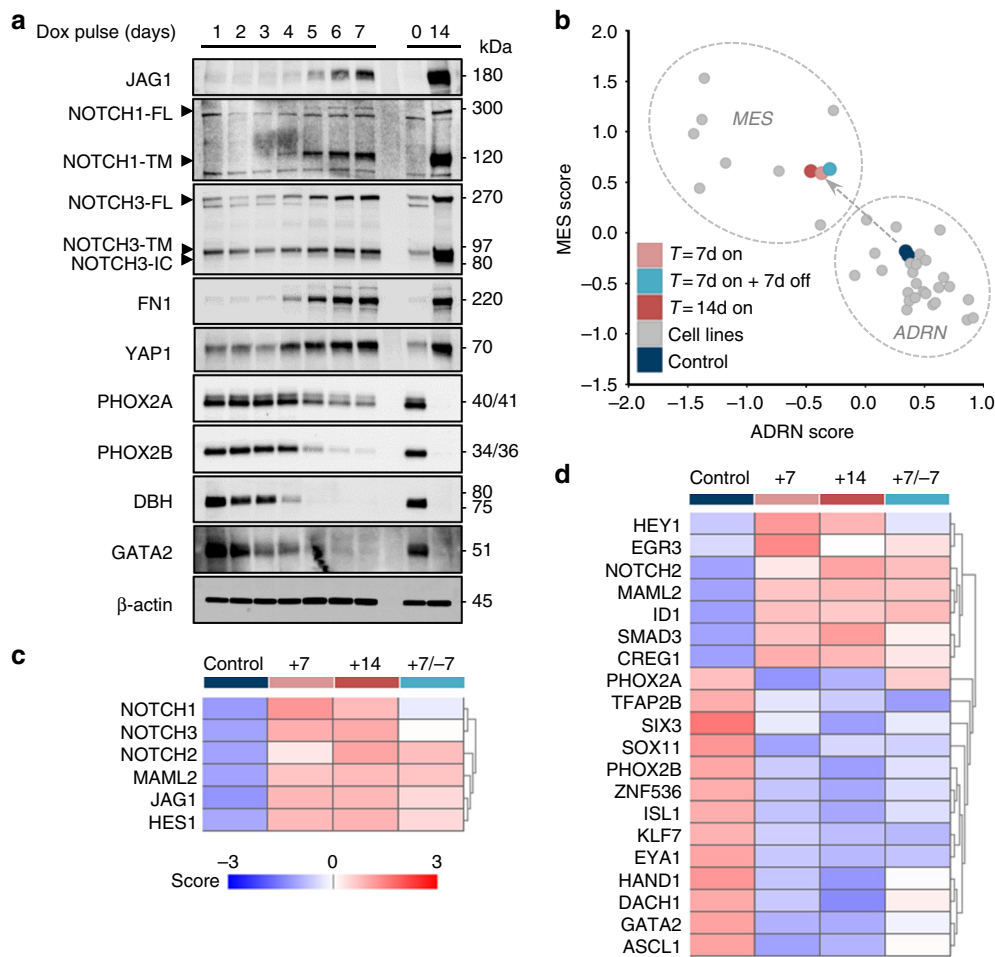 a
Dox pulse (days) 1 2 3 4 5 6 7 0 14
kDa
JAG1 180
NOTCH1-FL 300
NOTCH1-TM 120
NOTCH3-FL 270
NOTCH3-TM 97
NOTCH3-IC 80
FN1 220
YAP1 70
PHOX2A 40/41
PHOX2B 34/36
DBH 80
75
GATA2 51
β-actin 45
b
MES score
2.0
1.5
1.0
0.5
0.0
−0.5
−1.0
−1.5
MES
ADRN
T = 7d on
T = 7d on + 7d off
T = 14d on
Cell lines
Control
−2.0 −1.5 −1.0 −0.5 0.0 0.5 1.0
ADRN score
c
Control +7 +14 +7/−7
NOTCH1
NOTCH3
NOTCH2
MAML2
JAG1
HES1
−3 0 3
Score
d
Control +7 +14 +7/−7
HEY1
EGR3
NOTCH2
MAML2
ID1
SMAD3
CREG1
PHOX2A
TFAP2B
SIX3
SOX11
PHOX2B
ZNF536
ISL1
KLF7
EYA1
HAND1
DACH1
GATA2
ASCL1